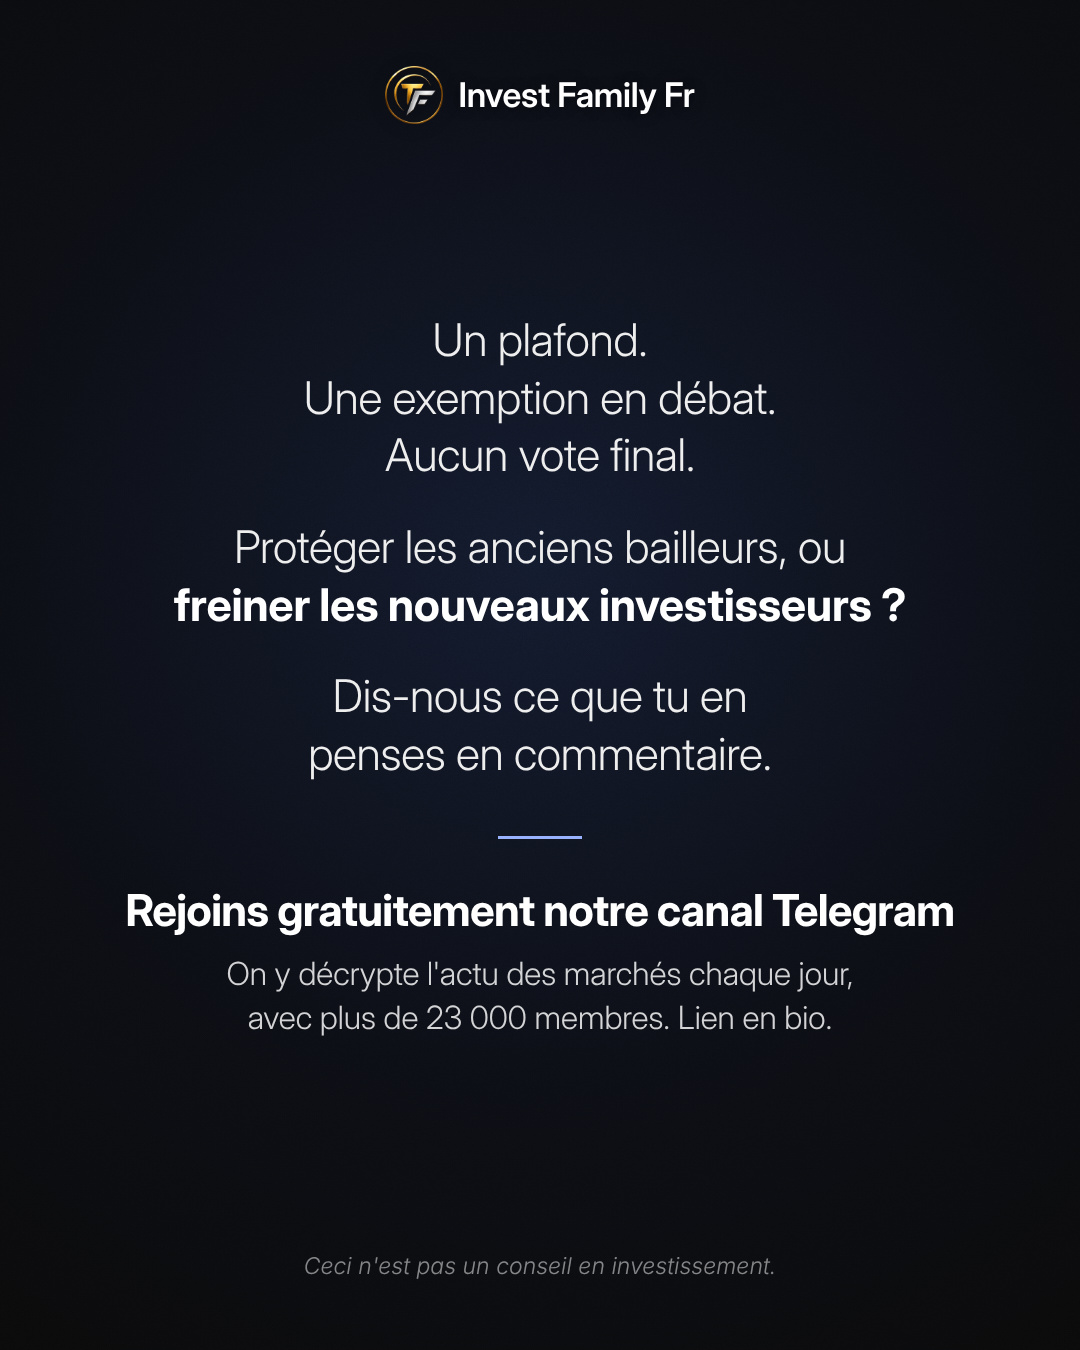 TF Invest Family Fr
Un plafond.
Une exemption en débat.
Aucun vote final.
Protéger les anciens bailleurs, ou
freiner les nouveaux investisseurs ?
Dis-nous ce que tu en
penses en commentaire.
Rejoins gratuitement notre canal Telegram
On y décrypte l'actu des marchés chaque jour,
avec plus de 23 000 membres. Lien en bio.
Ceci n'est pas un conseil en investissement.